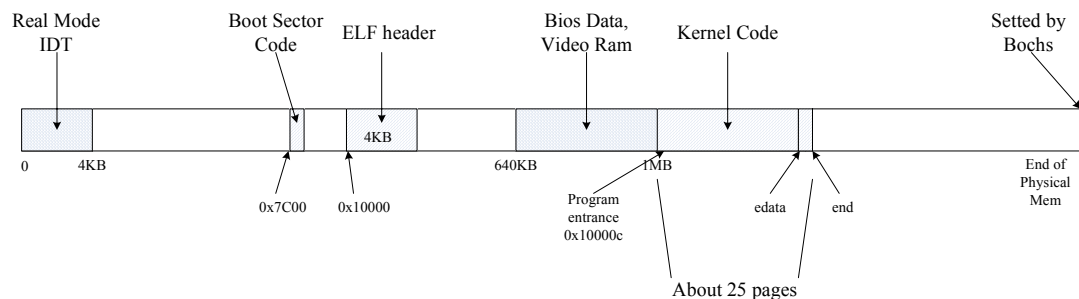 Real Mode
IDT
Boot Sector
Code
ELF header
Bios Data,
Video Ram
Kernel Code
Setted by
Bochs
4KB
0
4KB
640KB
1MB
End of
Physical
Mem
0x7C00
0x10000
Program
entrance
0x10000c
edata
end
About 25 pages